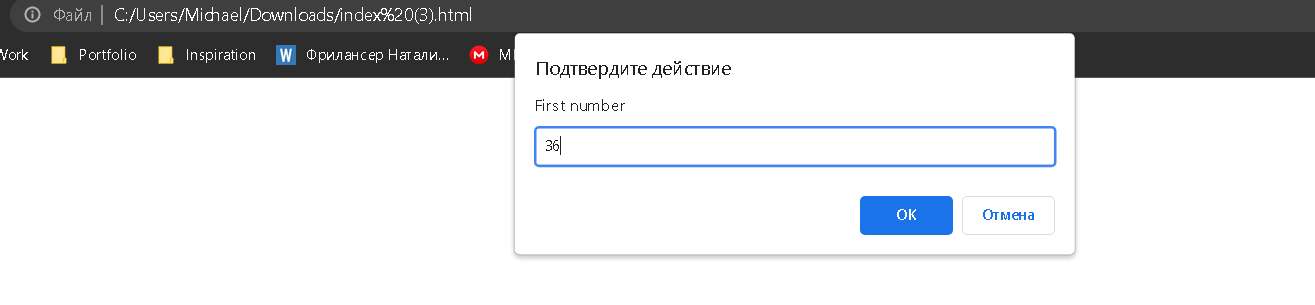 Файл | C:/Users/Michael/Downloads/index%20(3).html
Work Portfolio Inspiration W Фрилансер Натали... M
Подтвердите действие
First number
36
OK Отмена